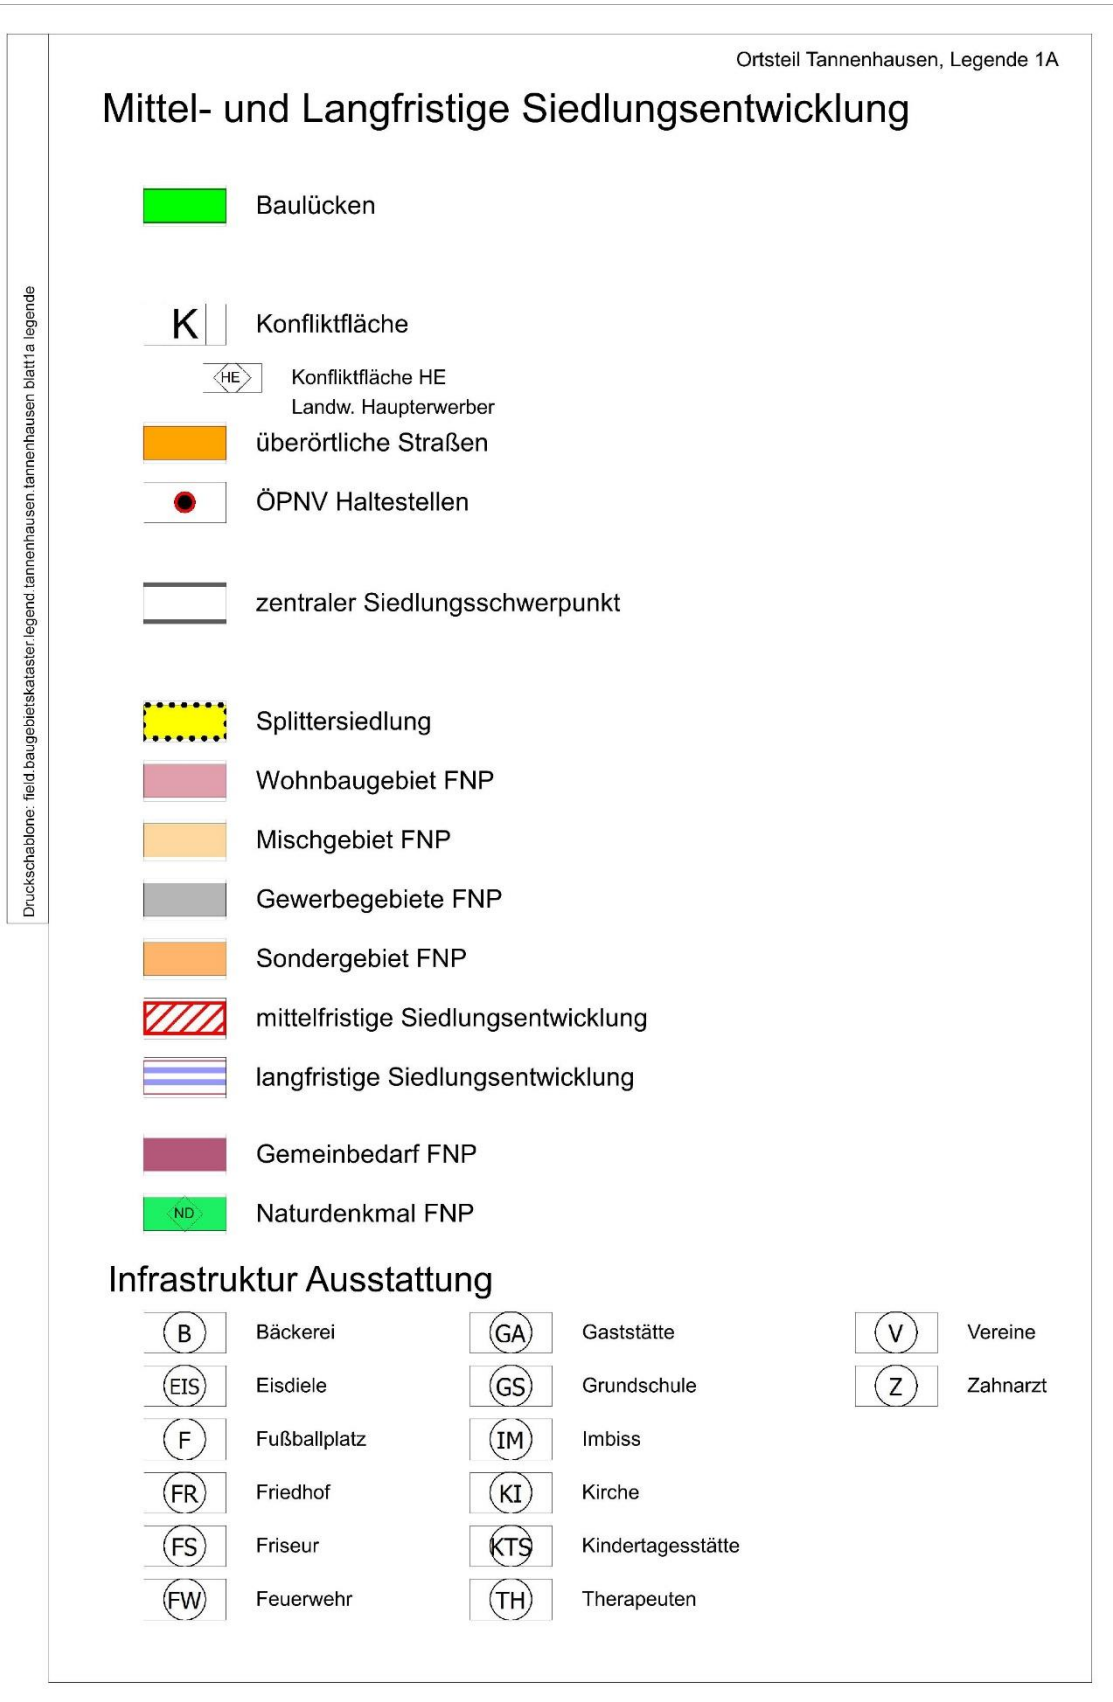 Ortsteil Tannenhausen, Legende 1A
Mittel- und Langfristige Siedlungsentwicklung
Baulücken
K Konfliktfläche
HE Konfliktfläche HE
Landw. Haupterwerber
überörtliche Straßen
ÖPNV Haltestellen
zentraler Siedlungsschwerpunkt
Splittersiedlung
Wohnbaugebiet FNP
Mischgebiet FNP
Gewerbegebiete FNP
Sondergebiet FNP
mittelfristige Siedlungsentwicklung
langfristige Siedlungsentwicklung
Gemeinbedarf FNP
ND Naturdenkmal FNP
Infrastruktur Ausstattung
B Bäckerei
EIS Eisdiele
F Fußballplatz
FR Friedhof
FS Friseur
FW Feuerwehr
GA Gaststätte
GS Grundschule
IM Imbiss
KI Kirche
KTS Kindertagesstätte
TH Therapeuten
V Vereine
Z Zahnarzt
Druckschablone: field.baugebietskataster.legend.tannenhausen.tannenhausen blatt1a legende